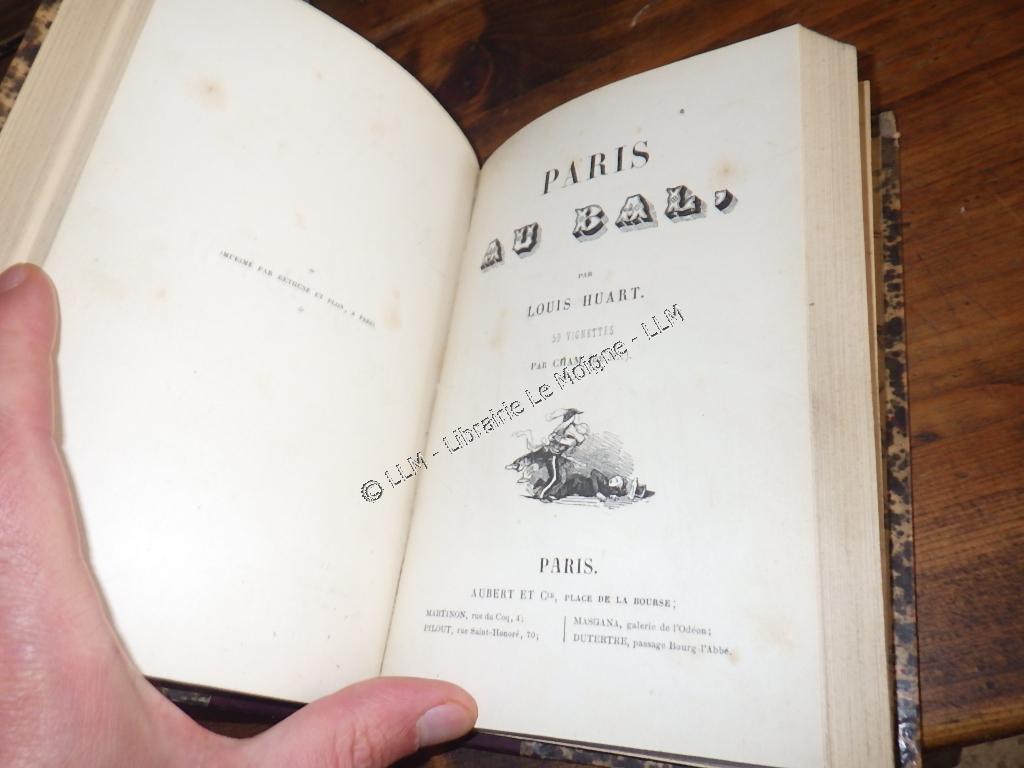 IMPRIMÉ PAR BÉTHUNE ET PLON, A PARIS.
PARIS
AU BAL,
PAR
LOUIS HUART.
50 VIGNETTES
PAR CHAM
© LLM - Librairie Le Moigne - LLM
PARIS.
AUBERT ET Cie, PLACE DE LA BOURSE;
MARTINON, rue du Coq, 4;
PILOUT, rue Saint-Honoré, 70;
MASGANA, galerie de l'Odéon;
DUTERTRE, passage Bourg-l'Abbé.